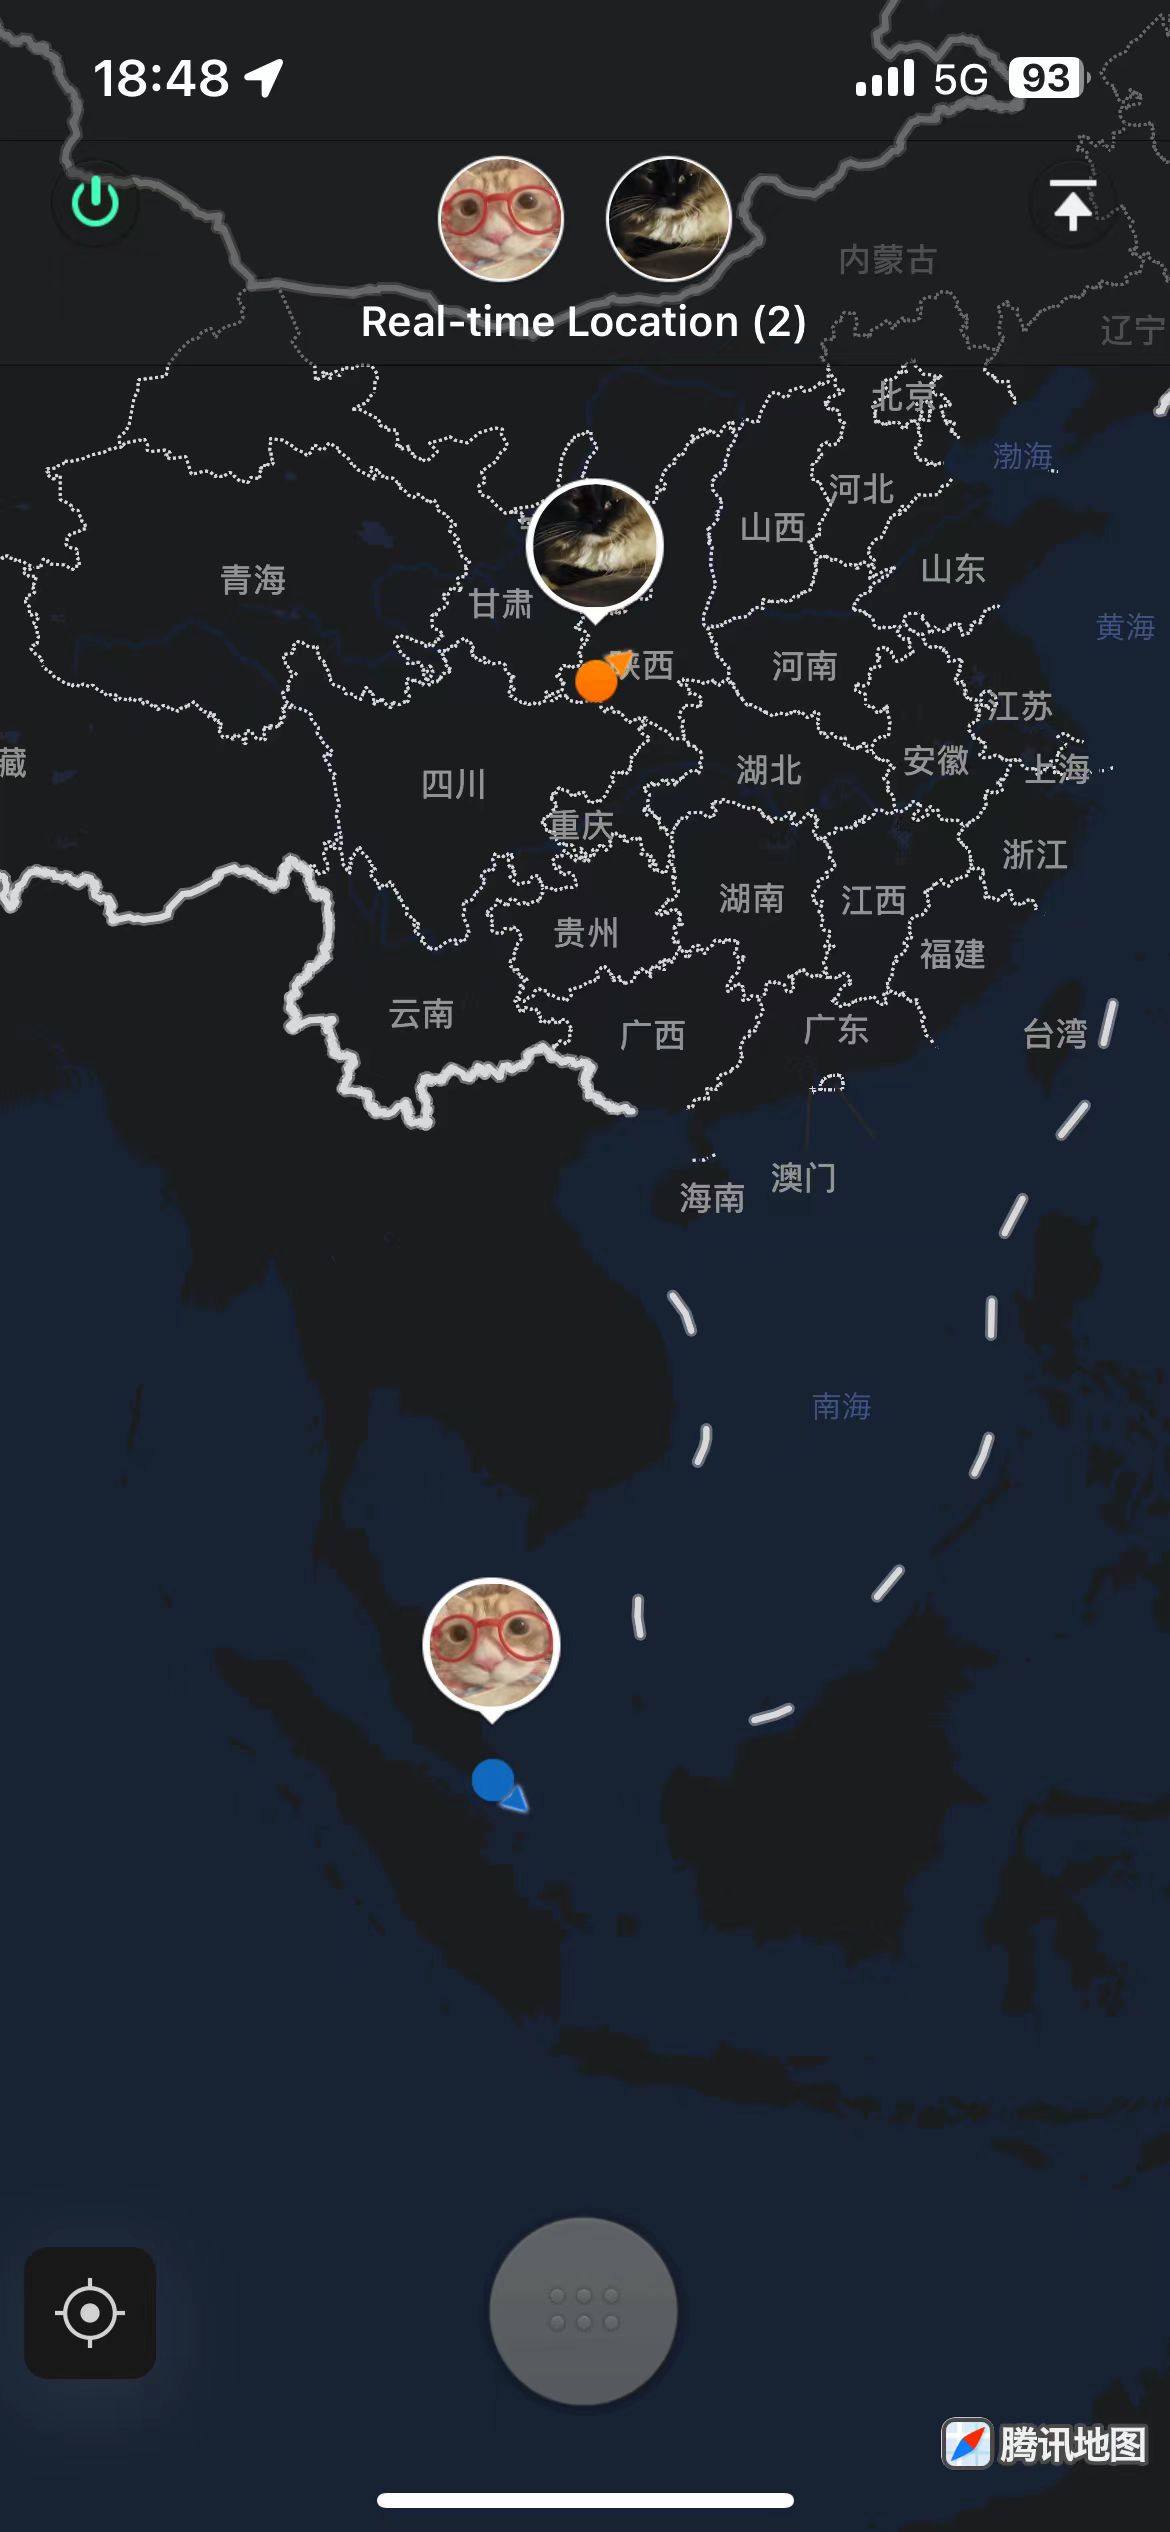 18:48
5G
93
Real-time Location (2)
内蒙古
辽宁
北京
渤海
河北
山西
山东
青海
甘肃
黄海
陕西
河南
江苏
安徽
上海
藏
四川
湖北
重庆
浙江
湖南
江西
贵州
福建
云南
广西
广东
台湾
澳门
海南
南海
腾讯地图